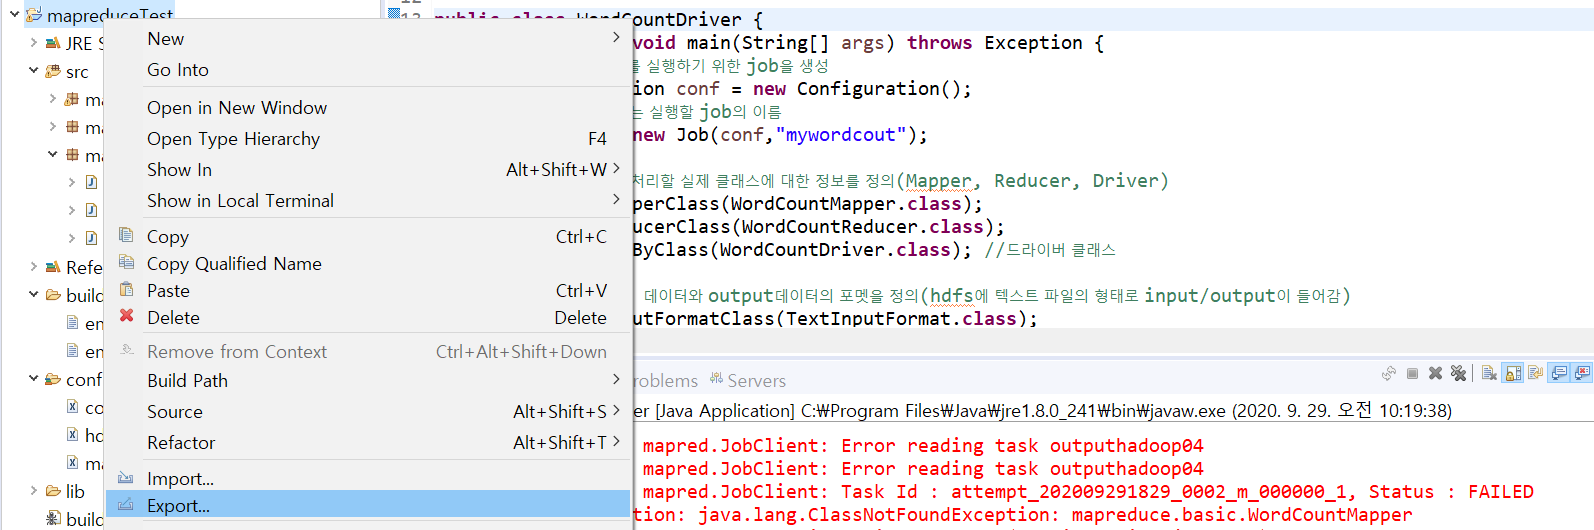 mapreduceTest
JRE S
src
ma
ma
ma
Refe
build
en
en
conf
co
hd
ma
lib
build
New
Go Into
Open in New Window
Open Type Hierarchy F4
Show In Alt+Shift+W
Show in Local Terminal
Copy Ctrl+C
Copy Qualified Name
Paste Ctrl+V
Delete Delete
Remove from Context Ctrl+Alt+Shift+Down
Build Path
Source Alt+Shift+S
Refactor Alt+Shift+T
Import...
Export...
13 public class WordCountDriver {
void main(String[] args) throws Exception {
를 실행하기 위한 job을 생성
ion conf = new Configuration();
는 실행할 job의 이름
new Job(conf,"mywordcout");
처리할 실제 클래스에 대한 정보를 정의(Mapper, Reducer, Driver)
perClass(WordCountMapper.class);
ucerClass(WordCountReducer.class);
ByClass(WordCountDriver.class); //드라이버 클래스
데이터와 output데이터의 포멧을 정의(hdfs에 텍스트 파일의 형태로 input/output이 들어감)
utFormatClass(TextInputFormat.class);
roblems Servers
er [Java Application] C:₩Program Files₩Java₩jre1.8.0_241₩bin₩javaw.exe (2020. 9. 29. 오전 10:19:38)
mapred.JobClient: Error reading task outputhadoop04
mapred.JobClient: Error reading task outputhadoop04
mapred.JobClient: Task Id : attempt_202009291829_0002_m_000000_1, Status : FAILED
tion: java.lang.ClassNotFoundException: mapreduce.basic.WordCountMapper